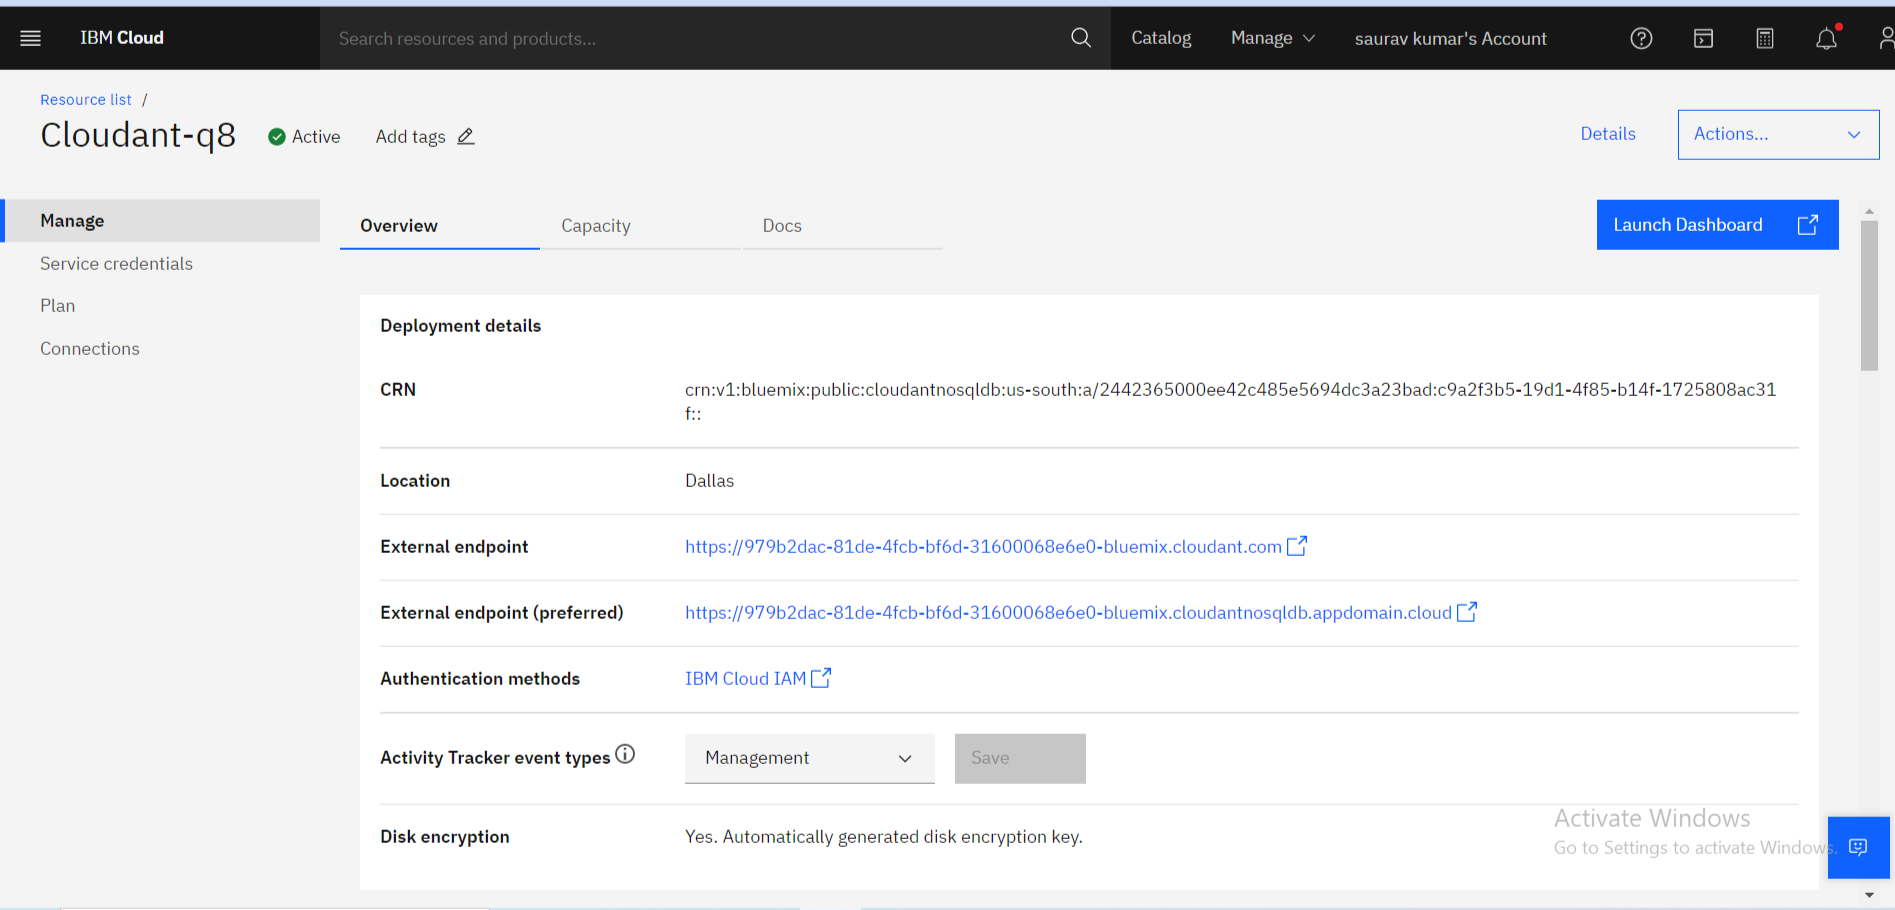 IBM Cloud
Search resources and products...
Catalog
Manage
saurav kumar's Account
Resource list /
Cloudant-q8
Active
Add tags
Details
Actions...
Manage
Service credentials
Plan
Connections
Overview
Capacity
Docs
Launch Dashboard
Deployment details
CRN
crn:v1:bluemix:public:cloudantnosqldb:us-south:a/2442365000ee42c485e5694dc3a23bad:c9a2f3b5-19d1-4f85-b14f-1725808ac31
f::
Location
Dallas
External endpoint
https://979b2dac-81de-4fcb-bf6d-31600068e6e0-bluemix.cloudant.com
External endpoint (preferred)
https://979b2dac-81de-4fcb-bf6d-31600068e6e0-bluemix.cloudantnosqldb.appdomain.cloud
Authentication methods
IBM Cloud IAM
Activity Tracker event types
Management
Save
Disk encryption
Yes. Automatically generated disk encryption key.
Activate Windows
Go to Settings to activate Windows.